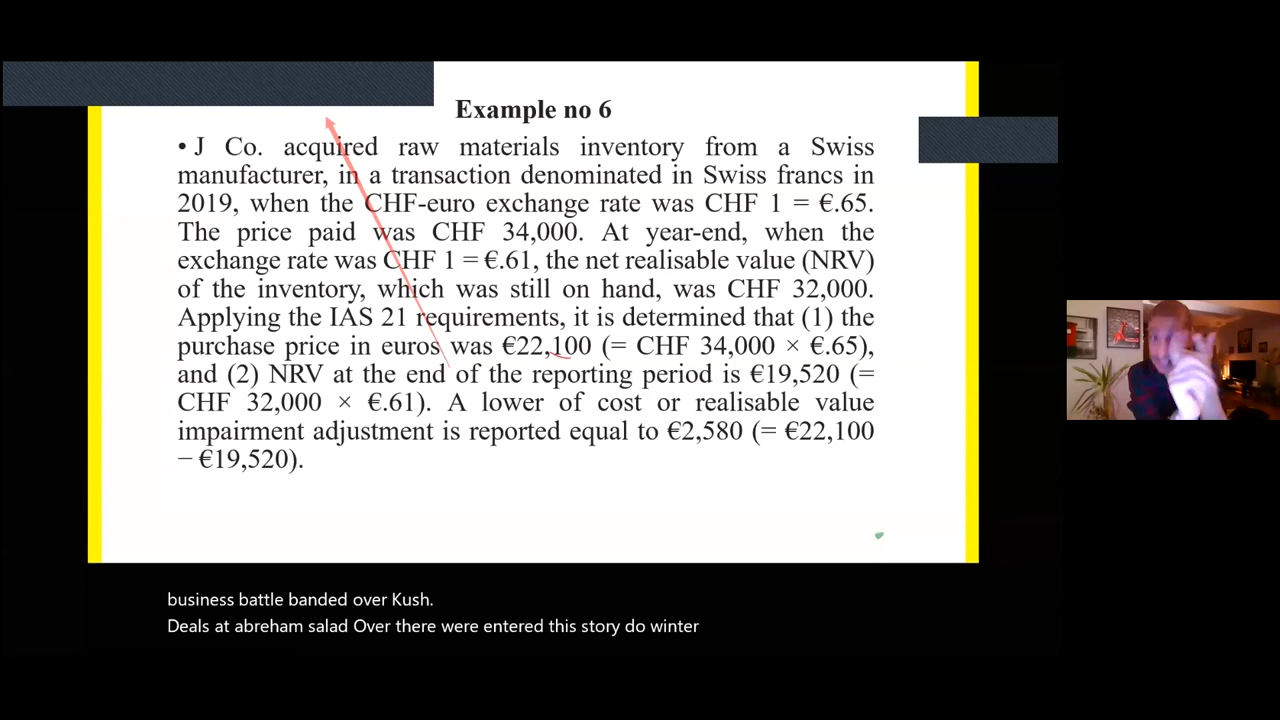 Example no 6
• J Co. acquired raw materials inventory from a Swiss
manufacturer, in a transaction denominated in Swiss francs in
2019, when the CHF-euro exchange rate was CHF 1 = €.65.
The price paid was CHF 34,000. At year-end, when the
exchange rate was CHF 1 = €.61, the net realisable value (NRV)
of the inventory, which was still on hand, was CHF 32,000.
Applying the IAS 21 requirements, it is determined that (1) the
purchase price in euros was €22,100 (= CHF 34,000 × €.65),
and (2) NRV at the end of the reporting period is €19,520 (=
CHF 32,000 × €.61). A lower of cost or realisable value
impairment adjustment is reported equal to €2,580 (= €22,100
− €19,520).
business battle banded over Kush.
Deals at abreham salad Over there were entered this story do winter